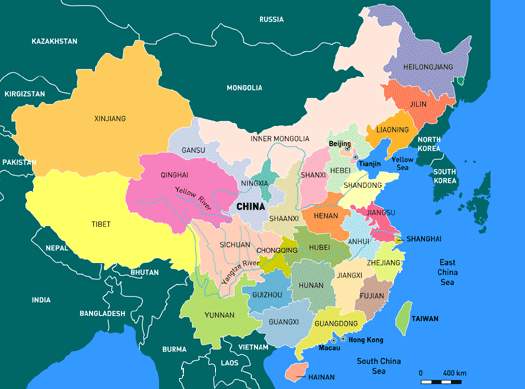 RUSSIA
KAZAKHSTAN
HEILONGJIANG
MONGOLIA
KIRGIZSTAN
JILIN
XINJIANG
LIAONING
INNER MONGOLIA
Beijing
NORTH
KOREA
GANSU
PAKISTAN
Tianjin
Yellow
Sea
HEBEI
SHANXI
QINGHAI
SOUTH
KOREA
NINGXIA
SHANDONG
Yellow River
CHINA
SHAANXI
HENAN
JIANGSU
TIBET
SHANGHAI
ANHUI
SICHUAN
CHONGQING
HUBEI
NEPAL
ZHEJIANG
East
China
Sea
Yangtze River
BHUTAN
JIANGXI
HUNAN
GUIZHOU
FUJIAN
INDIA
BANGLADESH
YUNNAN
GUANGXI
GUANGDONG
TAIWAN
Hong Kong
Macau
BURMA
VIETNAM
LAOS
South China
Sea
HAINAN
0 400 km